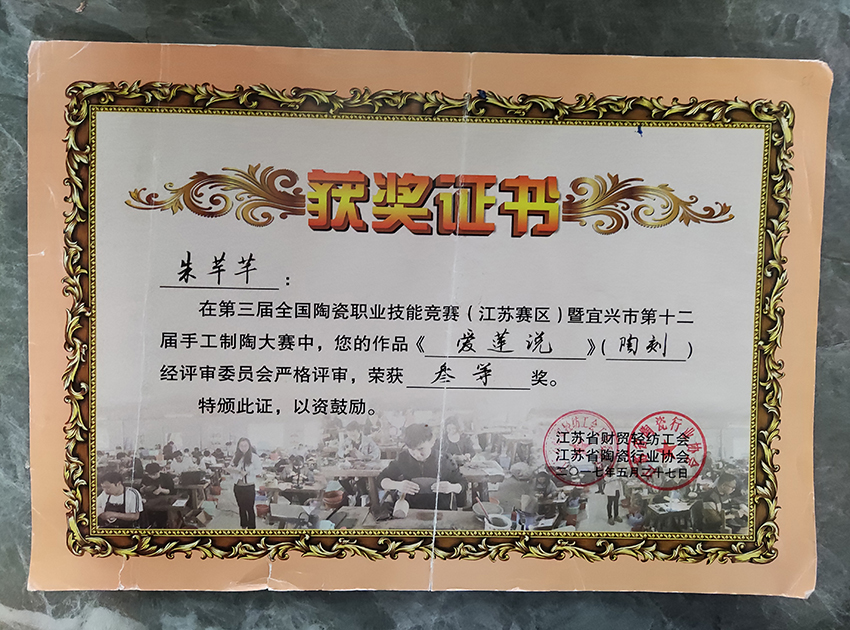 获奖证书
朱芊芊：
在第三届全国陶瓷职业技能竞赛（江苏赛区）暨宜兴市第十二
届手工制陶大赛中，您的作品《爱莲说》（陶刻）
经评审委员会严格评审，荣获叁等奖。
特颁此证，以资鼓励。
江苏省财贸轻纺工会
江苏省陶瓷行业协会
二〇一七年五月二十七日